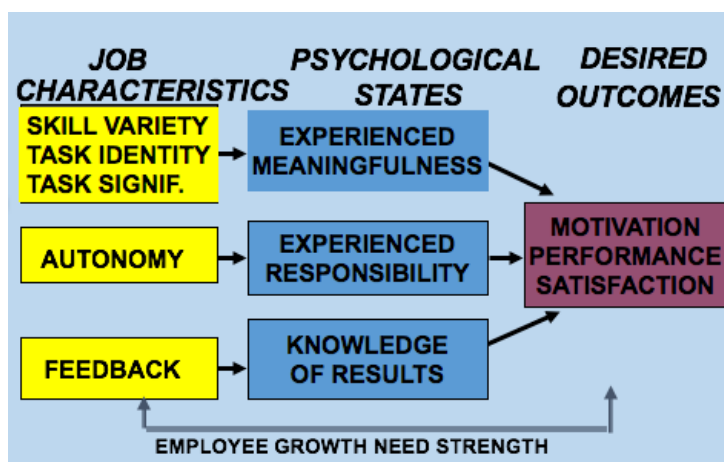 JOB
CHARACTERISTICS
PSYCHOLOGICAL
STATES
DESIRED
OUTCOMES
SKILL VARIETY
TASK IDENTITY
TASK SIGNIF.
EXPERIENCED
MEANINGFULNESS
AUTONOMY
EXPERIENCED
RESPONSIBILITY
MOTIVATION
PERFORMANCE
SATISFACTION
FEEDBACK
KNOWLEDGE
OF RESULTS
EMPLOYEE GROWTH NEED STRENGTH